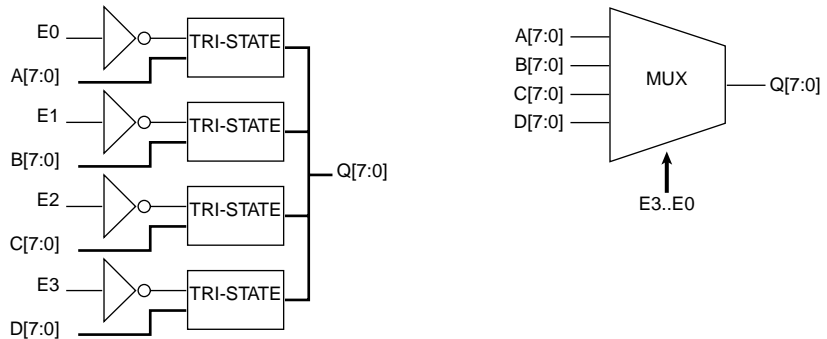 E0
TRI-STATE
A[7:0]
E1
TRI-STATE
B[7:0]
E2
TRI-STATE
C[7:0]
E3
TRI-STATE
D[7:0]
Q[7:0]
A[7:0]
B[7:0]
C[7:0]
D[7:0]
MUX
Q[7:0]
E3..E0